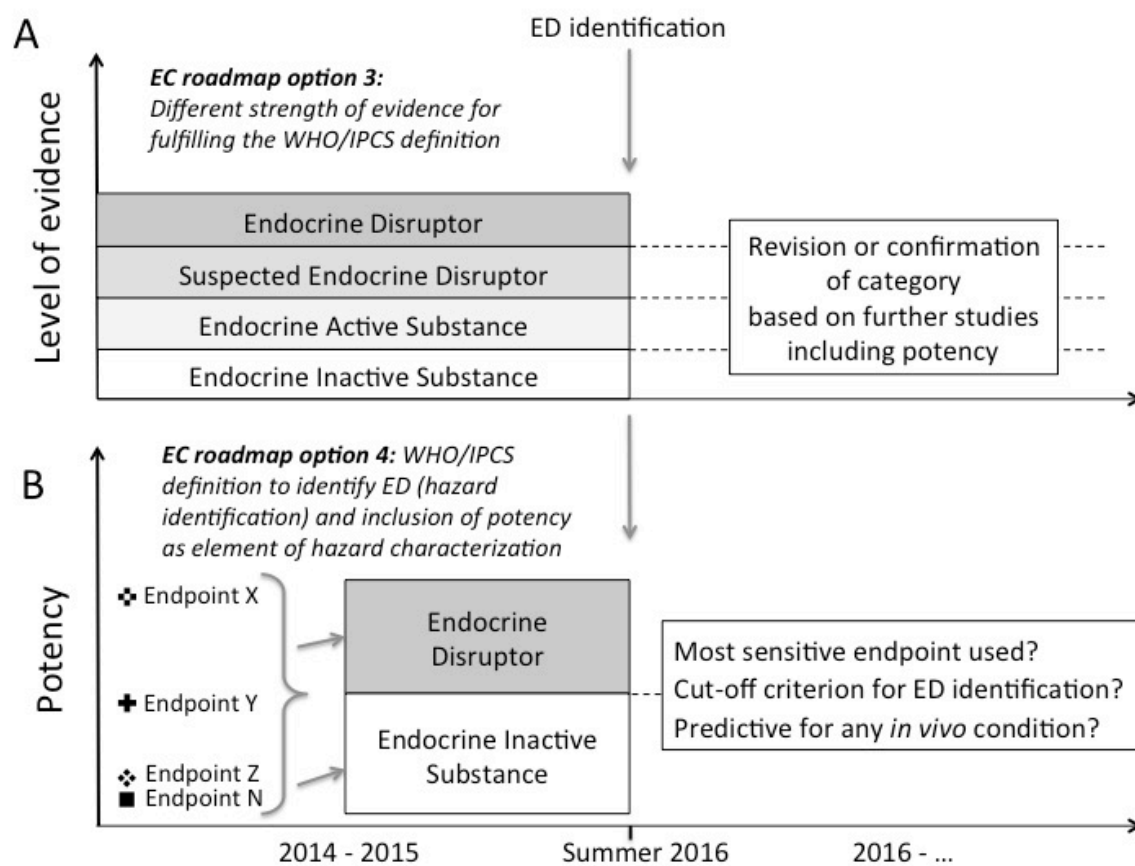 A
ED identification
EC roadmap option 3:
Different strength of evidence for
fulfilling the WHO/IPCS definition
Level of evidence
Endocrine Disruptor
Suspected Endocrine Disruptor
Endocrine Active Substance
Endocrine Inactive Substance
Revision or confirmation
of category
based on further studies
including potency
B
EC roadmap option 4: WHO/IPCS
definition to identify ED (hazard
identification) and inclusion of potency
as element of hazard characterization
Potency
Endpoint X
Endpoint Y
Endpoint Z
Endpoint N
Endocrine
Disruptor
Endocrine Inactive
Substance
Most sensitive endpoint used?
Cut-off criterion for ED identification?
Predictive for any in vivo condition?
2014 - 2015
Summer 2016
2016 - ...